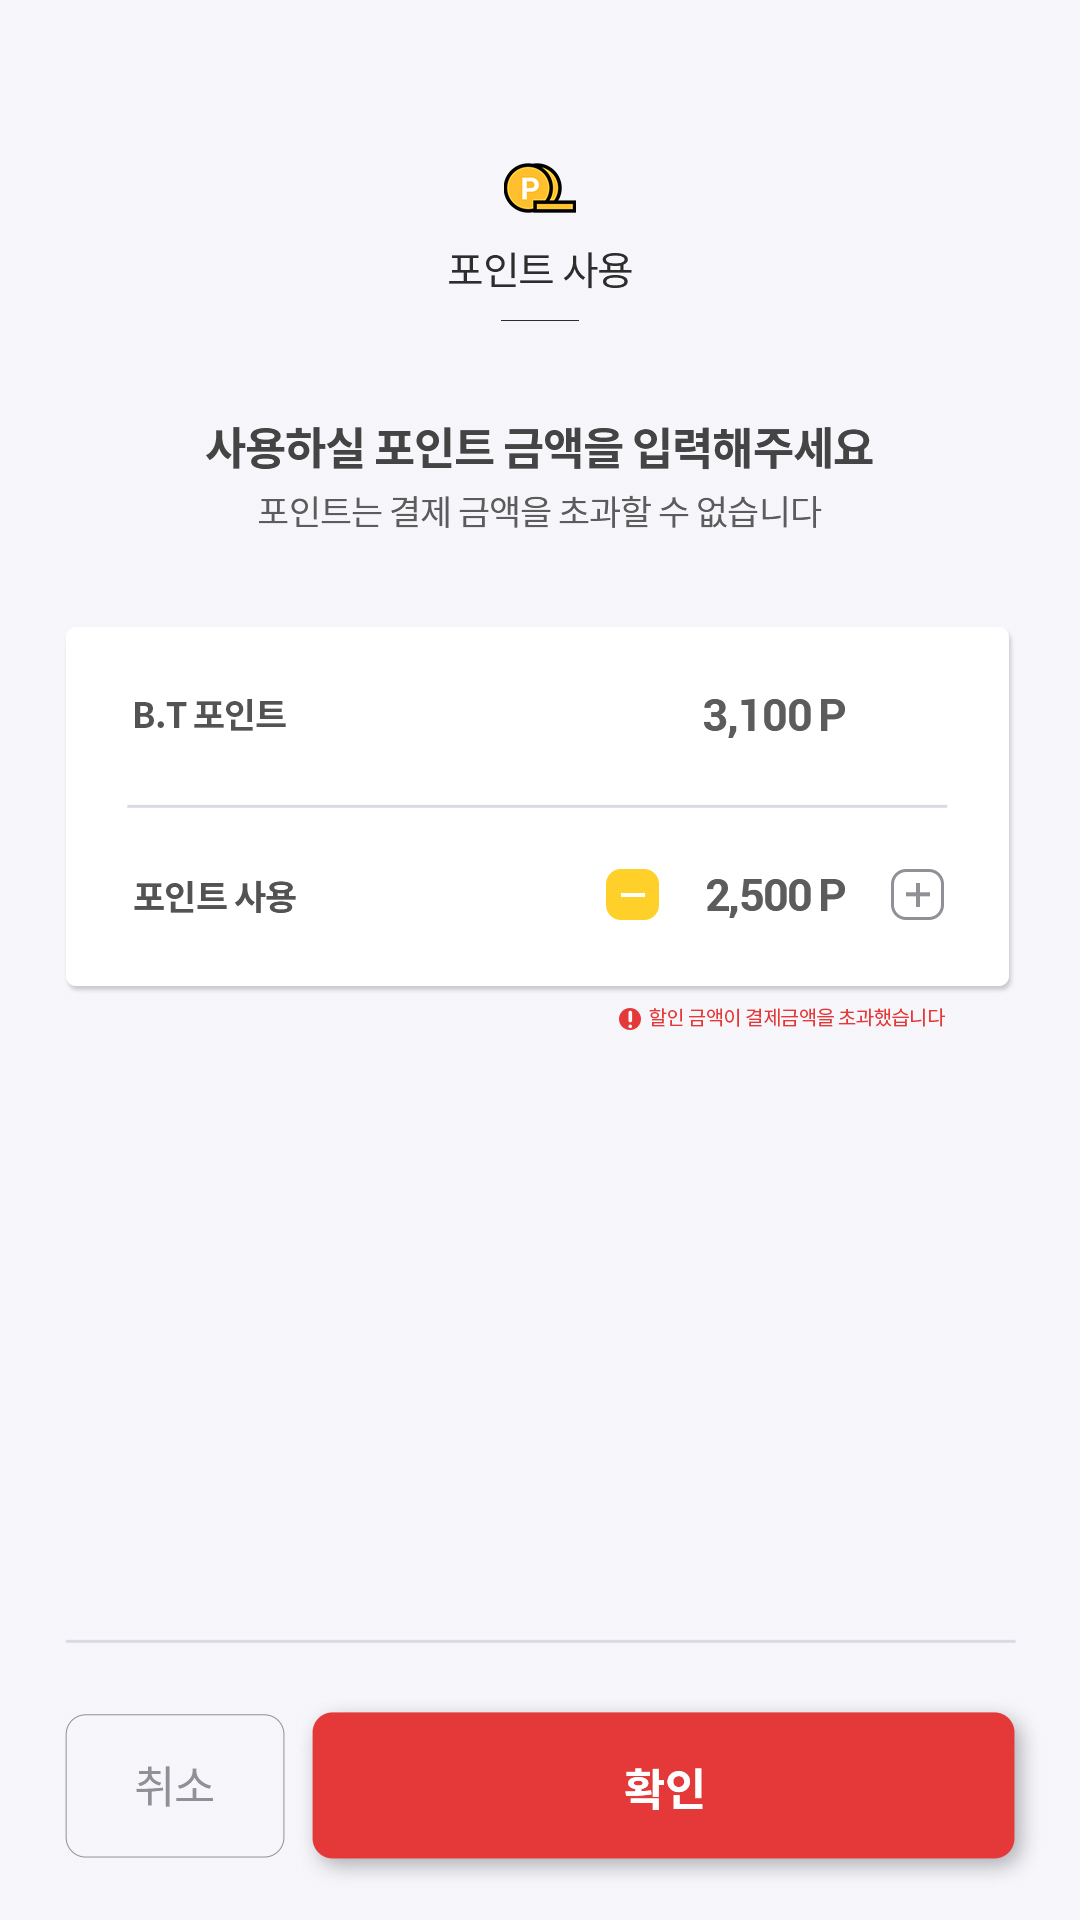 P
포인트 사용
사용하실 포인트 금액을 입력해주세요
포인트는 결제 금액을 초과할 수 없습니다
B.T 포인트 3,100 P
포인트 사용 2,500 P
할인 금액이 결제금액을 초과했습니다
취소 확인